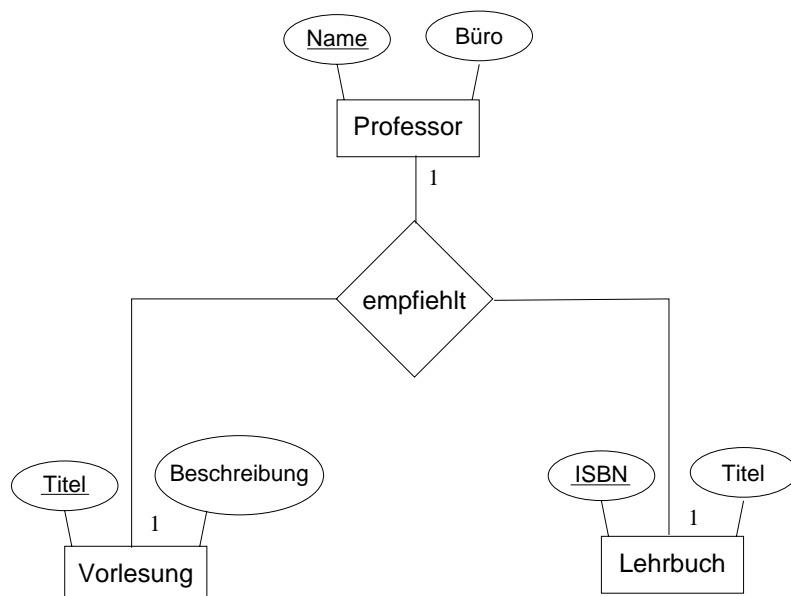 Name
Büro
Professor
1
empfiehlt
Beschreibung
Titel
ISBN
Titel
1
1
Vorlesung
Lehrbuch